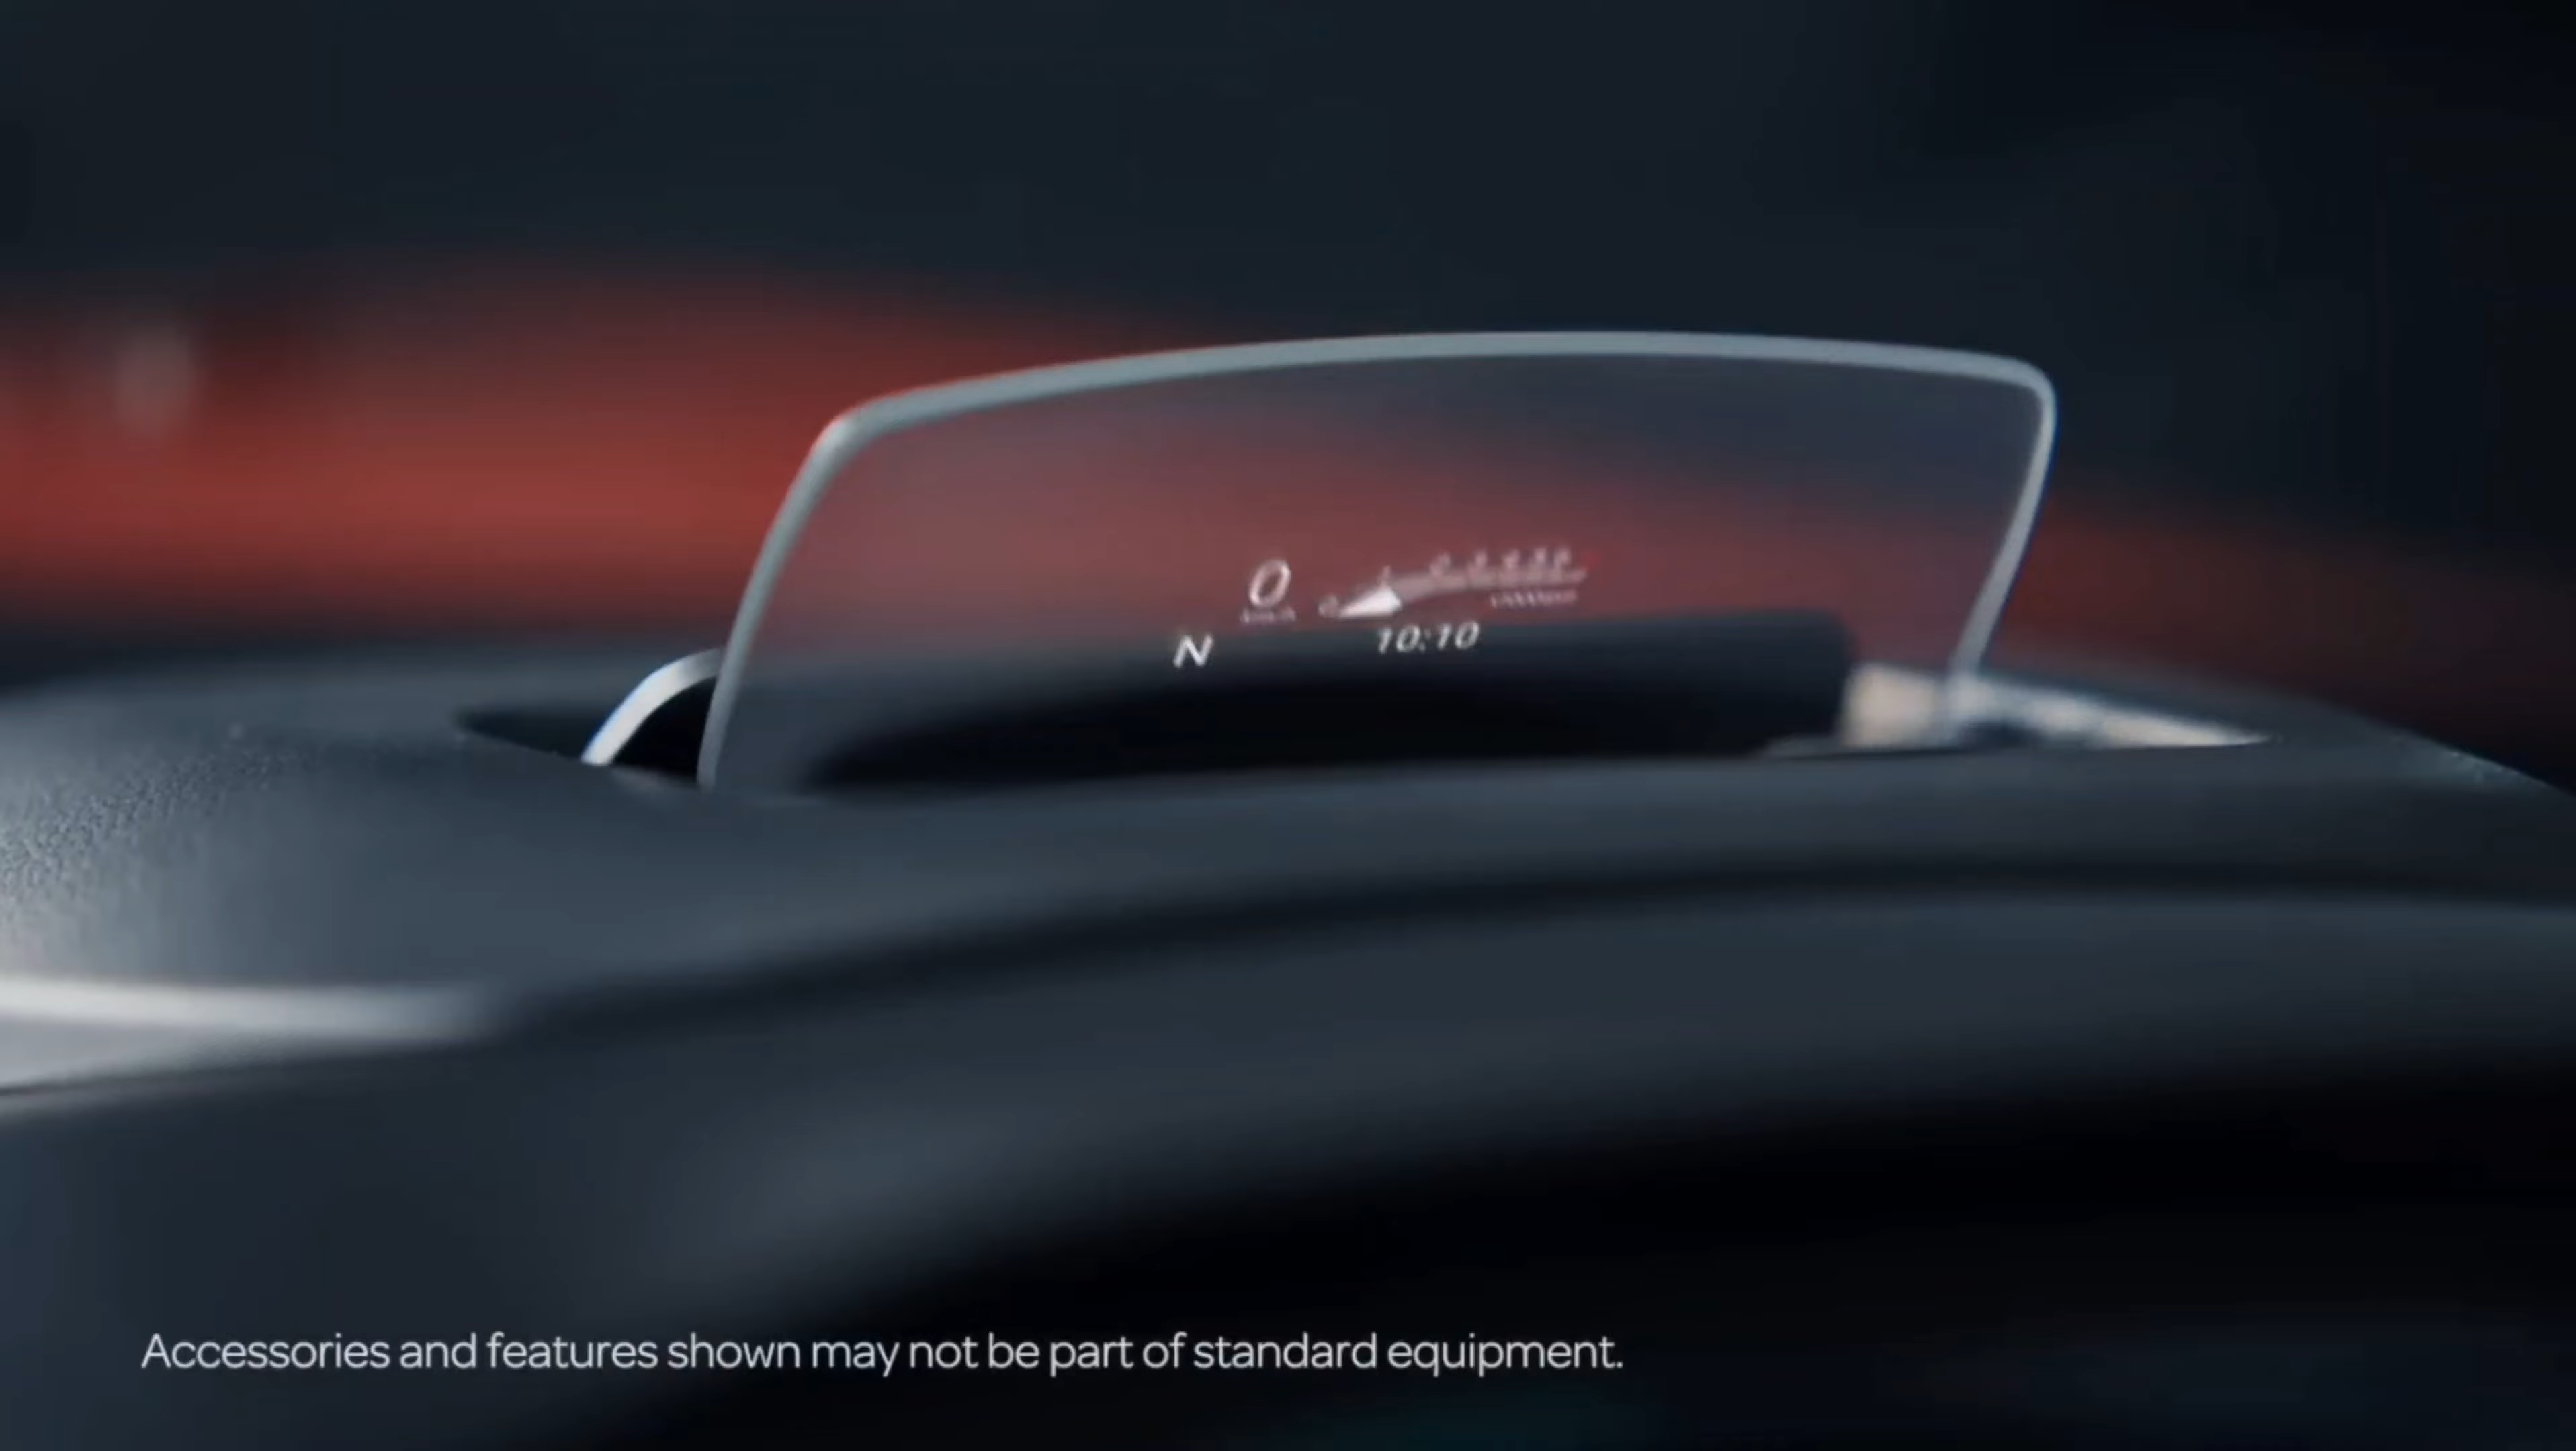 0
N
10:10
Accessories and features shown may not be part of standard equipment.